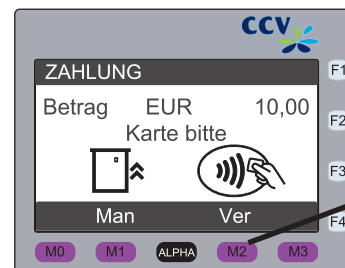 CCV
ZAHLUNG
F1
Betrag EUR 10,00
F2
Karte bitte
F3
Man Ver
F4
M0 M1 ALPHA M2 M3